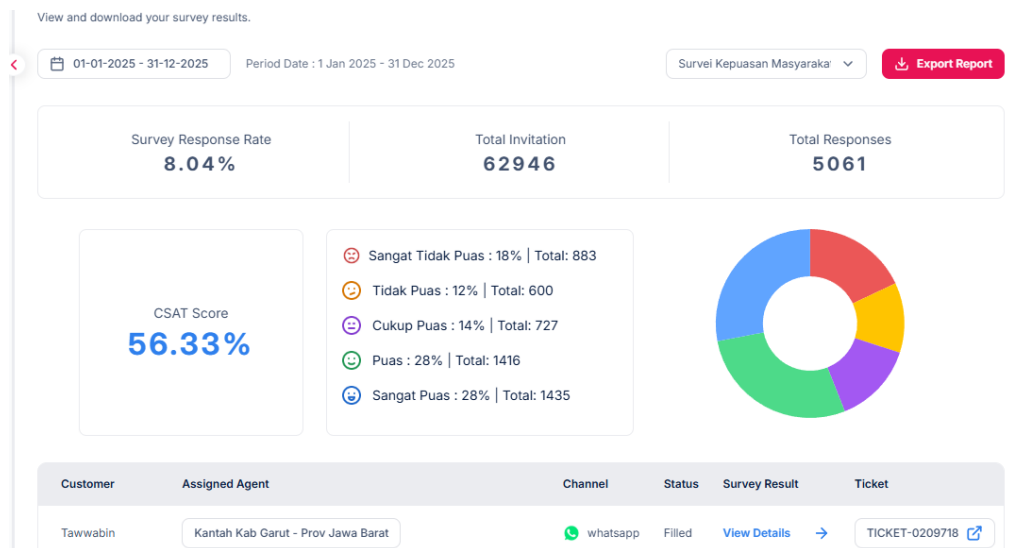 View and download your survey results.
01-01-2025 - 31-12-2025 Period Date : 1 Jan 2025 - 31 Dec 2025 Survei Kepuasan Masyaraka Export Report
Survey Response Rate Total Invitation Total Responses
8.04% 62946 5061
Sangat Tidak Puas : 18% | Total: 883
Tidak Puas : 12% | Total: 600
CSAT Score
Cukup Puas : 14% | Total: 727
56.33%
Puas : 28% | Total: 1416
Sangat Puas : 28% | Total: 1435
Customer Assigned Agent Channel Status Survey Result Ticket
Tawwabin Kantah Kab Garut - Prov Jawa Barat whatsapp Filled View Details TICKET-0209718